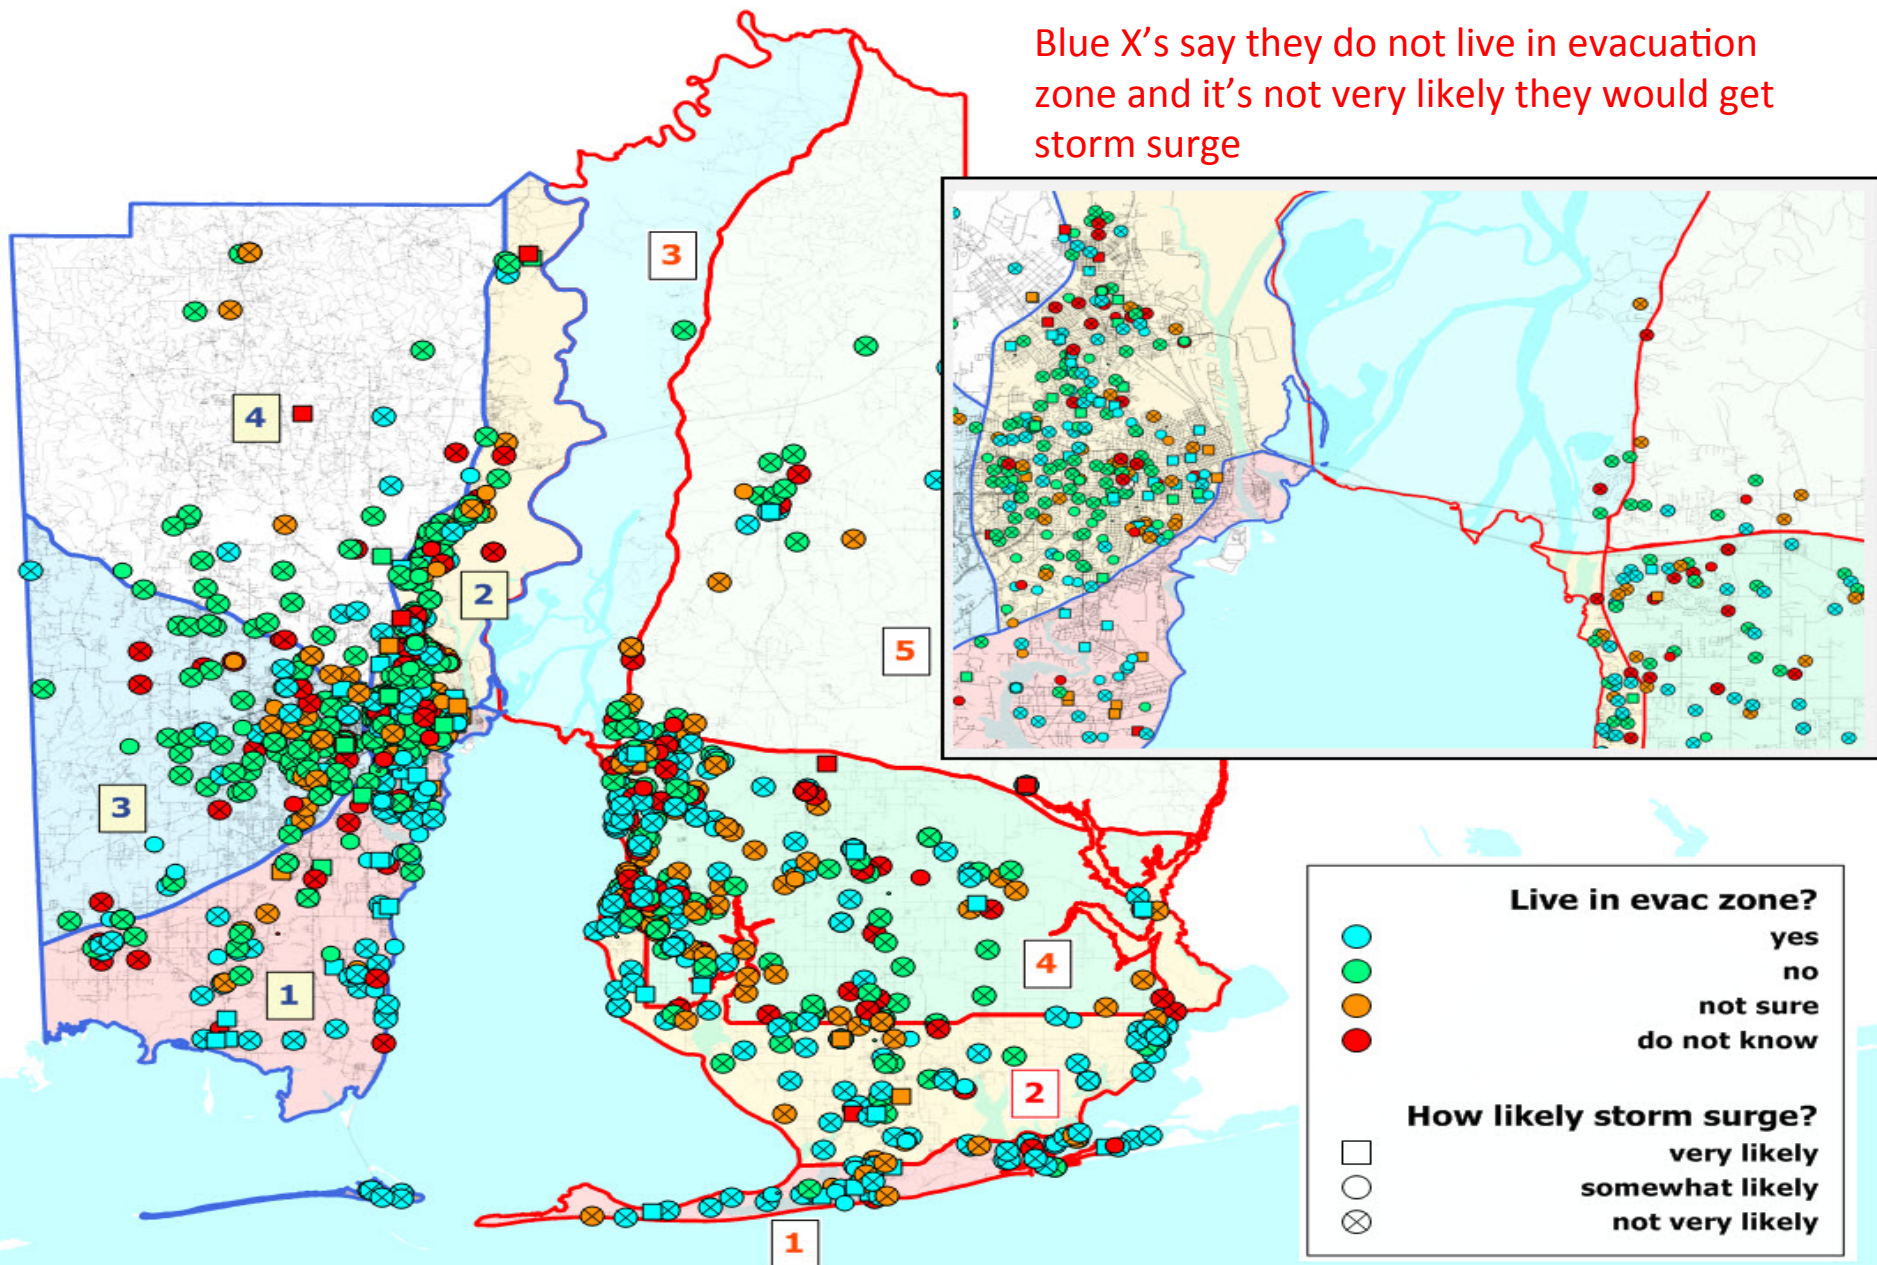 Blue X’s say they do not live in evacuation
zone and it’s not very likely they would get
storm surge
3
4
2
5
3
4
1
2
1
Live in evac zone?
yes
no
not sure
do not know
How likely storm surge?
very likely
somewhat likely
not very likely